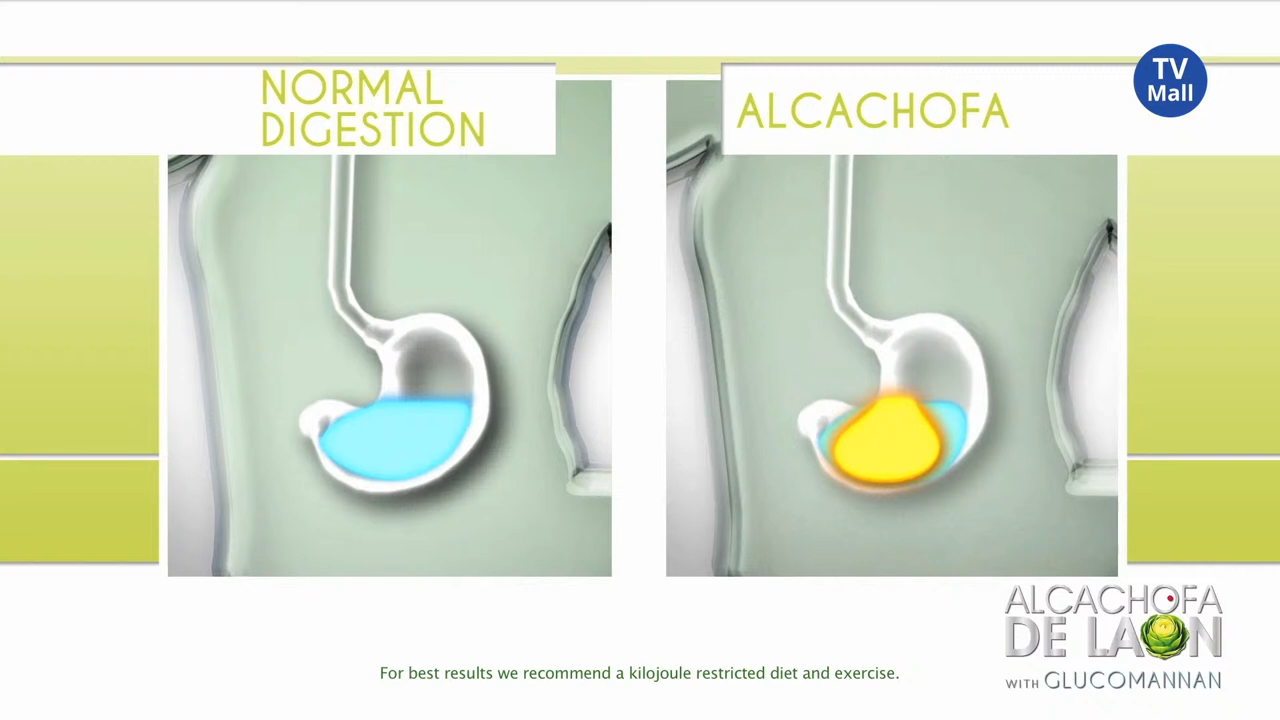 NORMAL
DIGESTION
ALCACHOFA
TV
Mall
ALCACHOFA
DE LAON
WITH GLUCOMANNAN
For best results we recommend a kilojoule restricted diet and exercise.